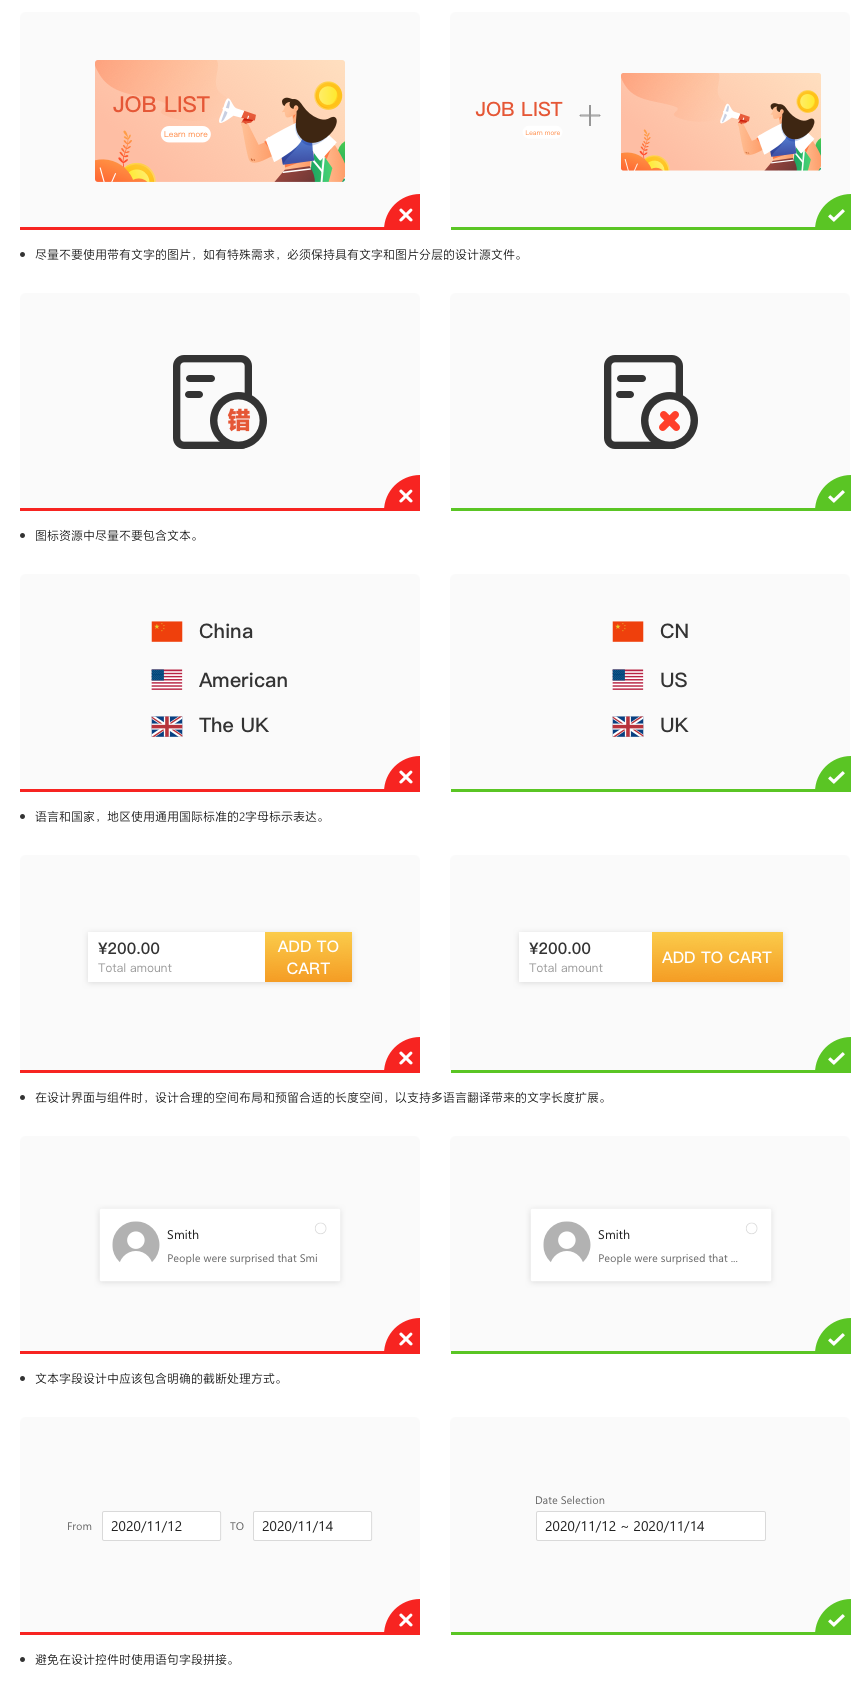 JOB LIST
Learn more
JOB LIST
Learn more
尽量不要使用带有文字的图片，如有特殊需求，必须保持具有文字和图片分层的设计源文件。
错
图标资源中尽量不要包含文本。
China
American
The UK
CN
US
UK
语言和国家，地区使用通用国际标准的2字母标示表达。
¥200.00
Total amount
ADD TO
CART
¥200.00
Total amount
ADD TO CART
在设计界面与组件时，设计合理的空间布局和预留合适的长度空间，以支持多语言翻译带来的文字长度扩展。
Smith
People were surprised that Smi
Smith
People were surprised that ...
文本字段设计中应该包含明确的截断处理方式。
From 2020/11/12 TO 2020/11/14
Date Selection
2020/11/12 ~ 2020/11/14
避免在设计控件时使用语句字段拼接。